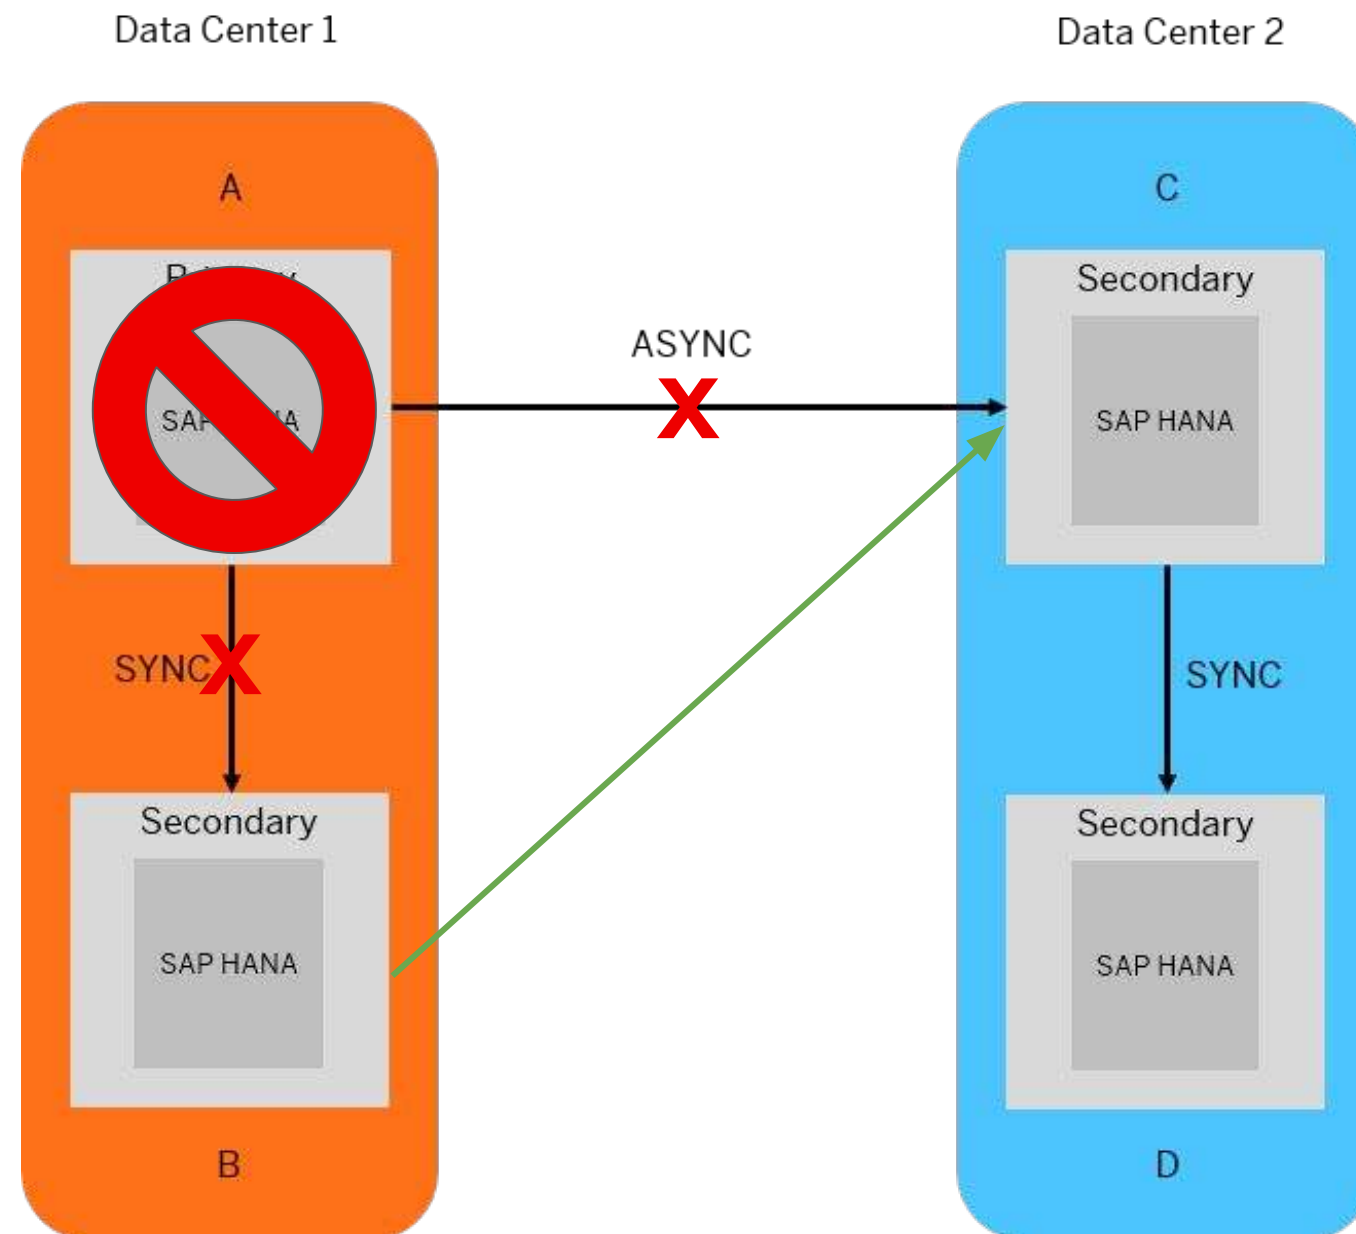 Data Center 1
Data Center 2
A
SYNC
Secondary
SAP HANA
B
ASYNC
C
Secondary
SAP HANA
SYNC
Secondary
SAP HANA
D